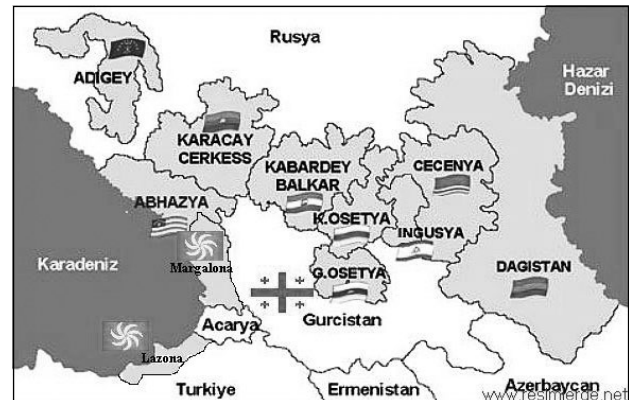 Rusya
Hazar
Denizi
ADIGEY
KARACAY
CERKESS
KABARDEY
BALKAR
CECENYA
ABHAZYA
K.OSETYA
INGUSYA
Karadeniz
Margalona
G.OSETYA
DAGISTAN
Acarya
Gurcistan
Lazona
Turkiye
Ermenistan
Azerbaycan
www.resimlerde.net